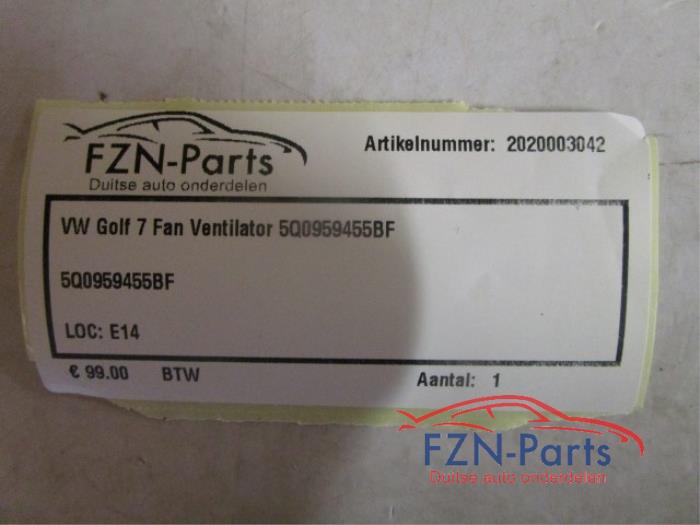 FZN-Parts
Duitse auto onderdelen
Artikelnummer: 2020003042
VW Golf 7 Fan Ventilator 5Q0959455BF
5Q0959455BF
LOC: E14
€ 99.00 BTW Aantal: 1
FZN-Parts
Duitse auto onderdelen